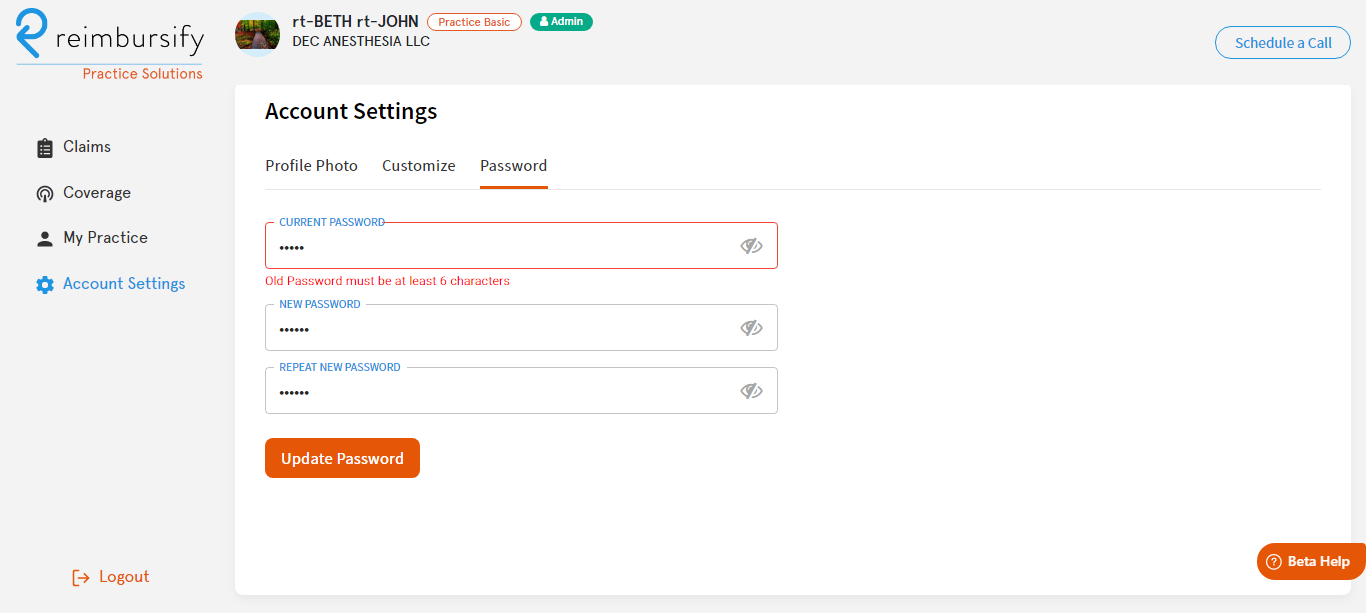 reimbursify
Practice Solutions
rt-BETH rt-JOHN Practice Basic Admin
DEC ANESTHESIA LLC
Schedule a Call
Claims
Coverage
My Practice
Account Settings
Logout
Account Settings
Profile Photo Customize Password
CURRENT PASSWORD
•••••
Old Password must be at least 6 characters
NEW PASSWORD
••••••
REPEAT NEW PASSWORD
••••••
Update Password
Beta Help